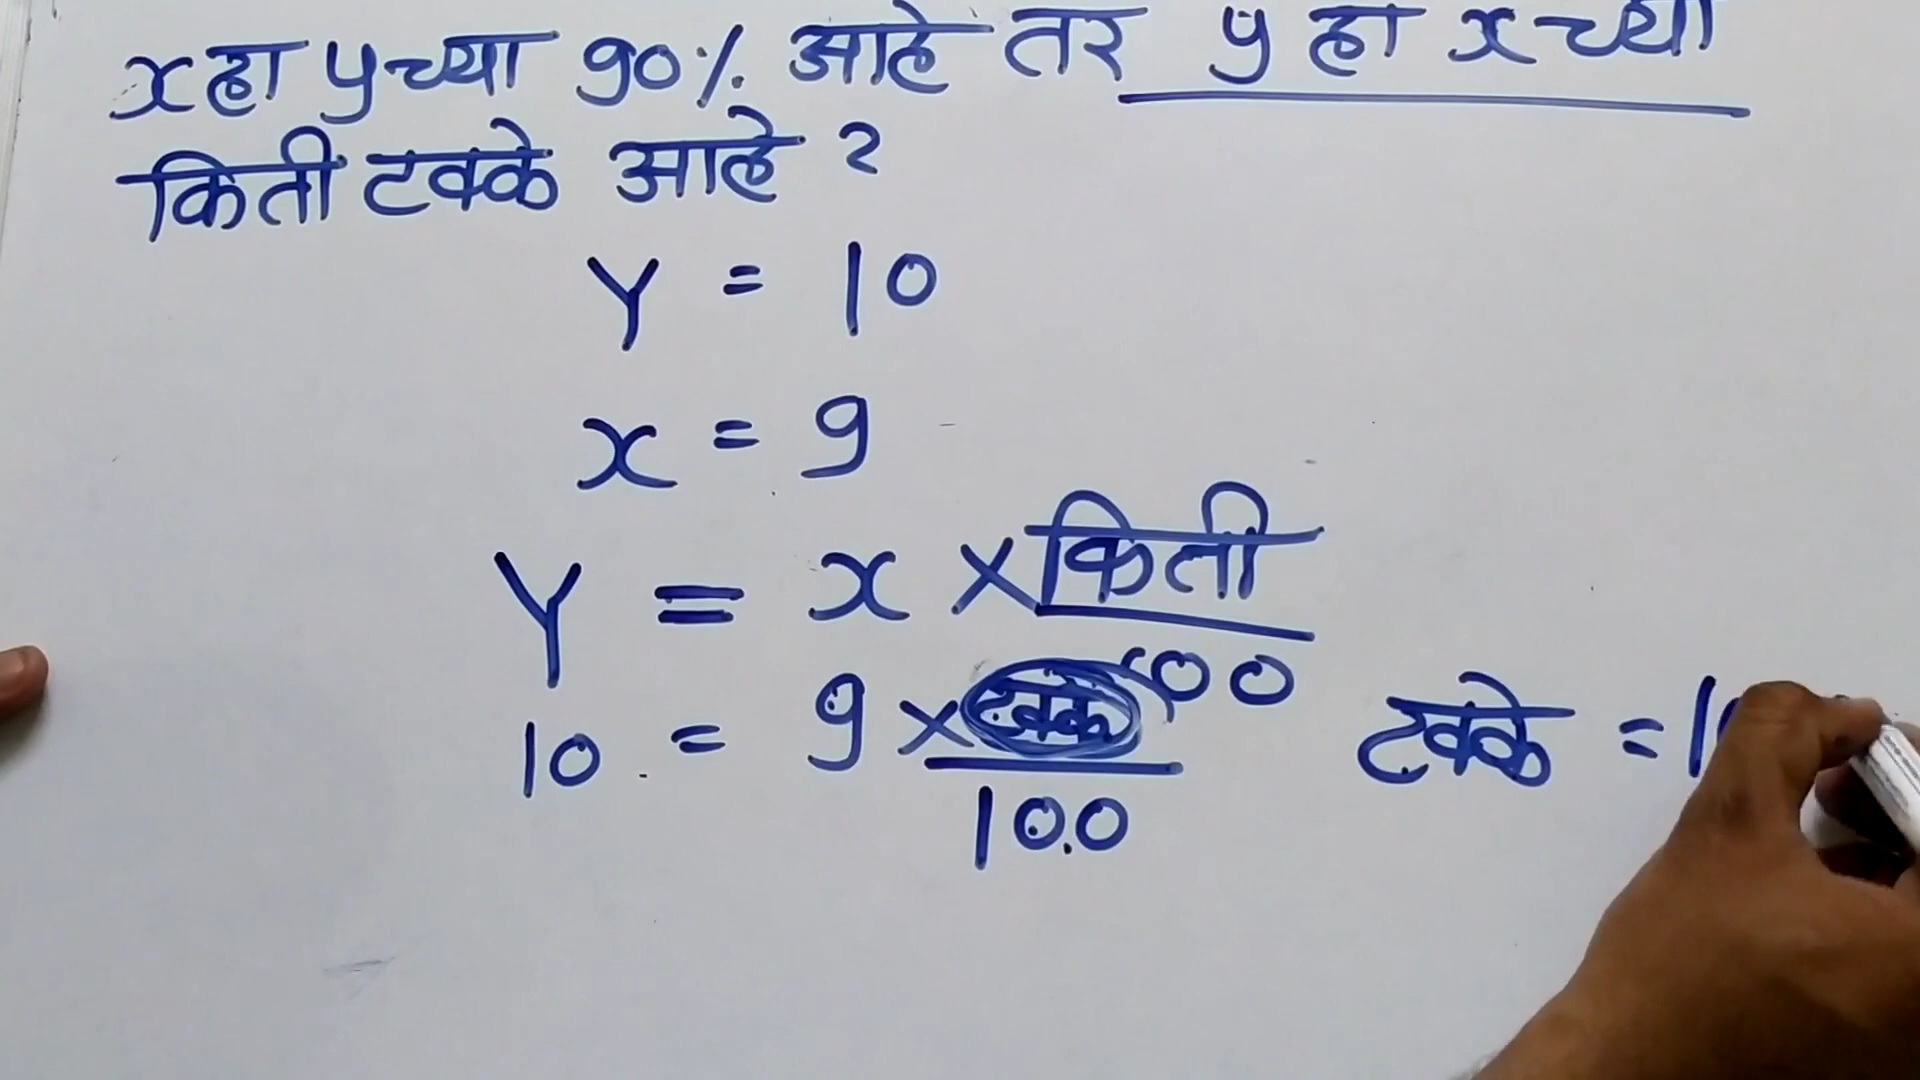 x हा y च्या 90% आहे तर y हा x च्या
किती टक्के आहे ?
Y = 10
x = 9
Y = x × किती
100
10 = 9 × टक्के
100
टक्के = 1